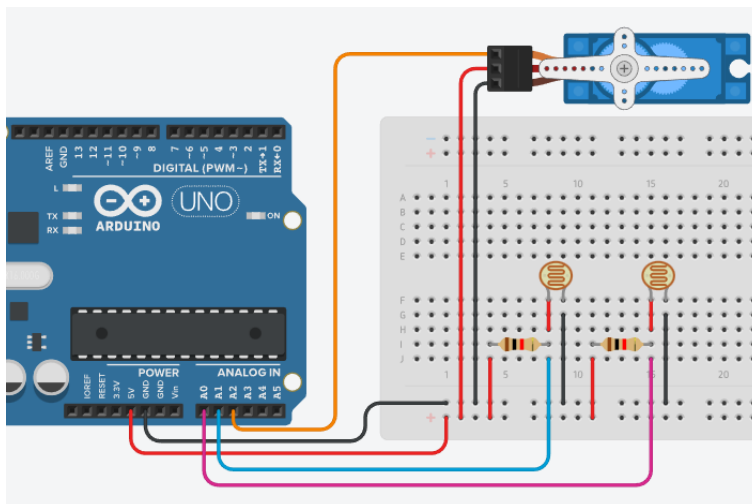 AREF
GND
13
12
~11
~10
~9
8
7
~6
~5
4
~3
2
TX→1
RX←0
DIGITAL (PWM~)
L
TX
RX
ARDUINO
UNO
ON
POWER
ANALOG IN
IOREF
RESET
3.3V
5V
GND
GND
Vin
A0
A1
A2
A3
A4
A5
1 5 10 15 20
A
B
C
D
E
F
G
H
I
J
1 5 10 15 20